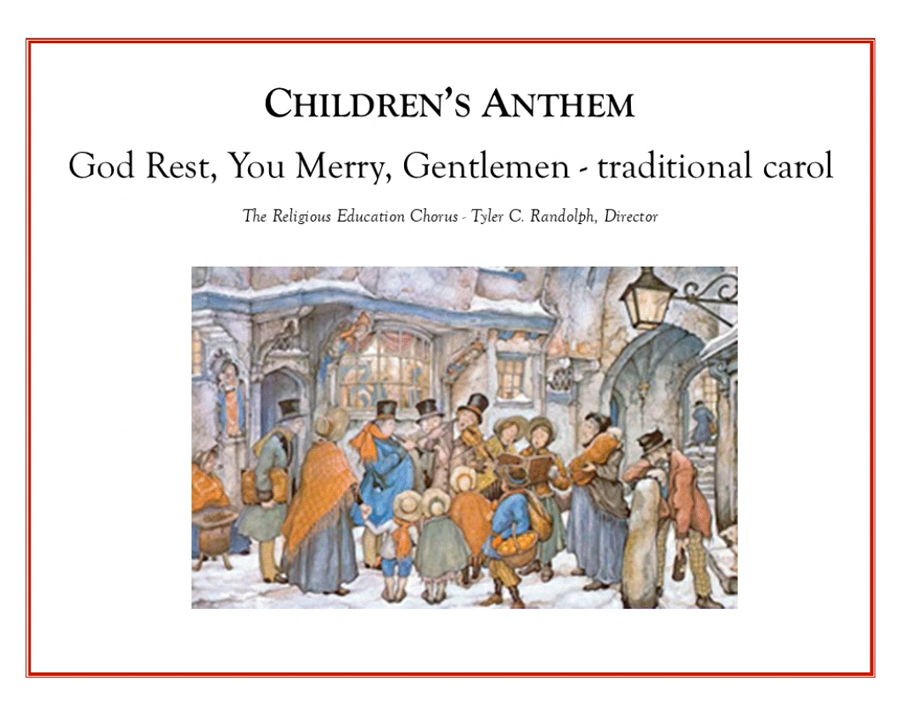 CHILDREN'S ANTHEM
God Rest, You Merry, Gentlemen - traditional carol
The Religious Education Chorus - Tyler C. Randolph, Director